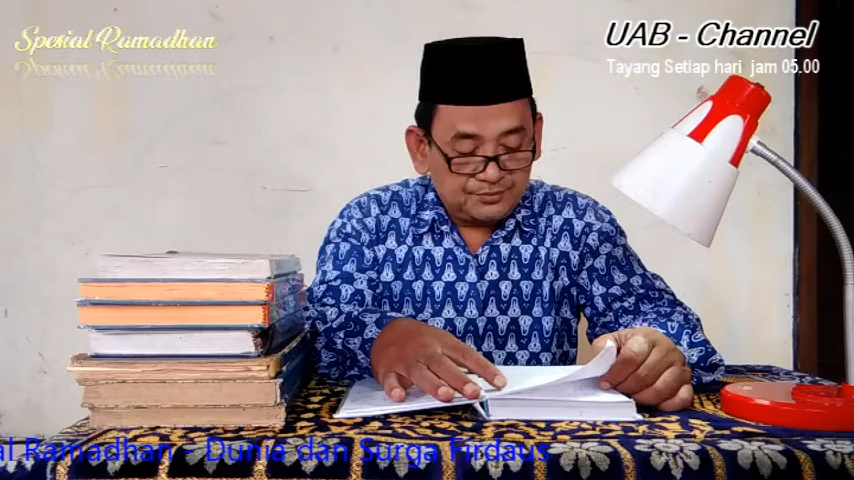 Spesial Ramadhan
UAB - Channel
Tayang Setiap hari jam 05.00
al Ramadhan - Dunia dan Surga Firdaus